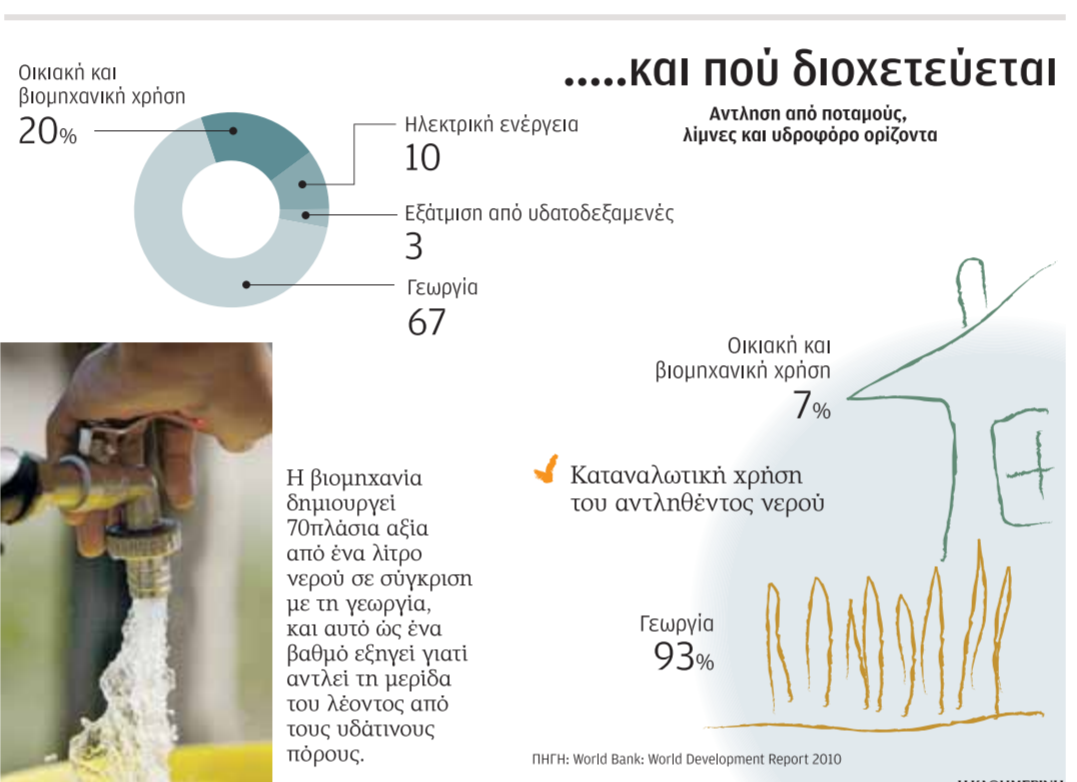 .....και πού διοχετεύεται
Αντληση από ποταμούς,
λίμνες και υδροφόρο ορίζοντα
Οικιακή και
βιομηχανική χρήση
20%
Ηλεκτρική ενέργεια
10
Εξάτμιση από υδατοδεξαμενές
3
Γεωργία
67
Οικιακή και
βιομηχανική χρήση
7%
Καταναλωτική χρήση
του αντληθέντος νερού
Γεωργία
93%
Η βιομηχανία
δημιουργεί
70πλάσια αξία
από ένα λίτρο
νερού σε σύγκριση
με τη γεωργία,
και αυτό ώς ένα
βαθμό εξηγεί γιατί
αντλεί τη μερίδα
του λέοντος από
τους υδάτινους
πόρους.
ΠΗΓΗ: World Bank: World Development Report 2010